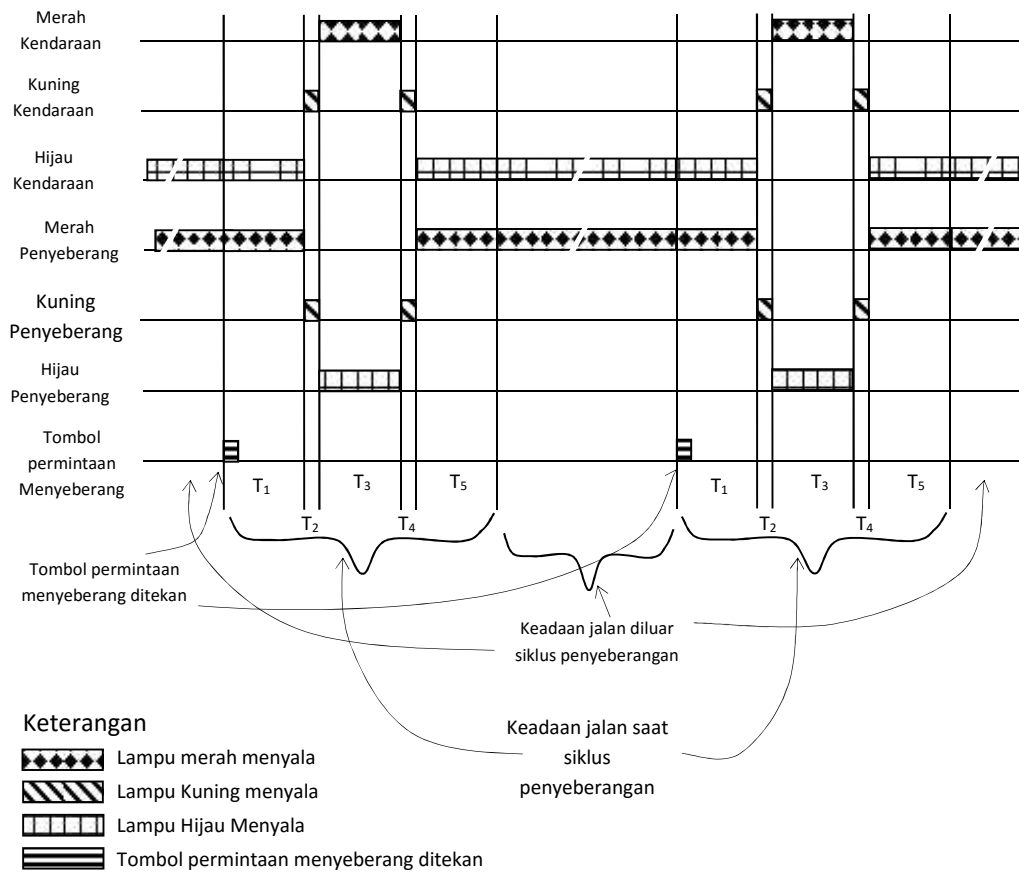 Merah
Kendaraan
Kuning
Kendaraan
Hijau
Kendaraan
Merah
Penyeberang
Kuning
Penyeberang
Hijau
Penyeberang
Tombol
permintaan
Menyeberang
T1 T3 T5 T1 T3 T5
T2 T4 T2 T4
Tombol permintaan
menyeberang ditekan
Keadaan jalan diluar
siklus penyeberangan
Keadaan jalan saat
siklus
penyeberangan
Keterangan
Lampu merah menyala
Lampu Kuning menyala
Lampu Hijau Menyala
Tombol permintaan menyeberang ditekan